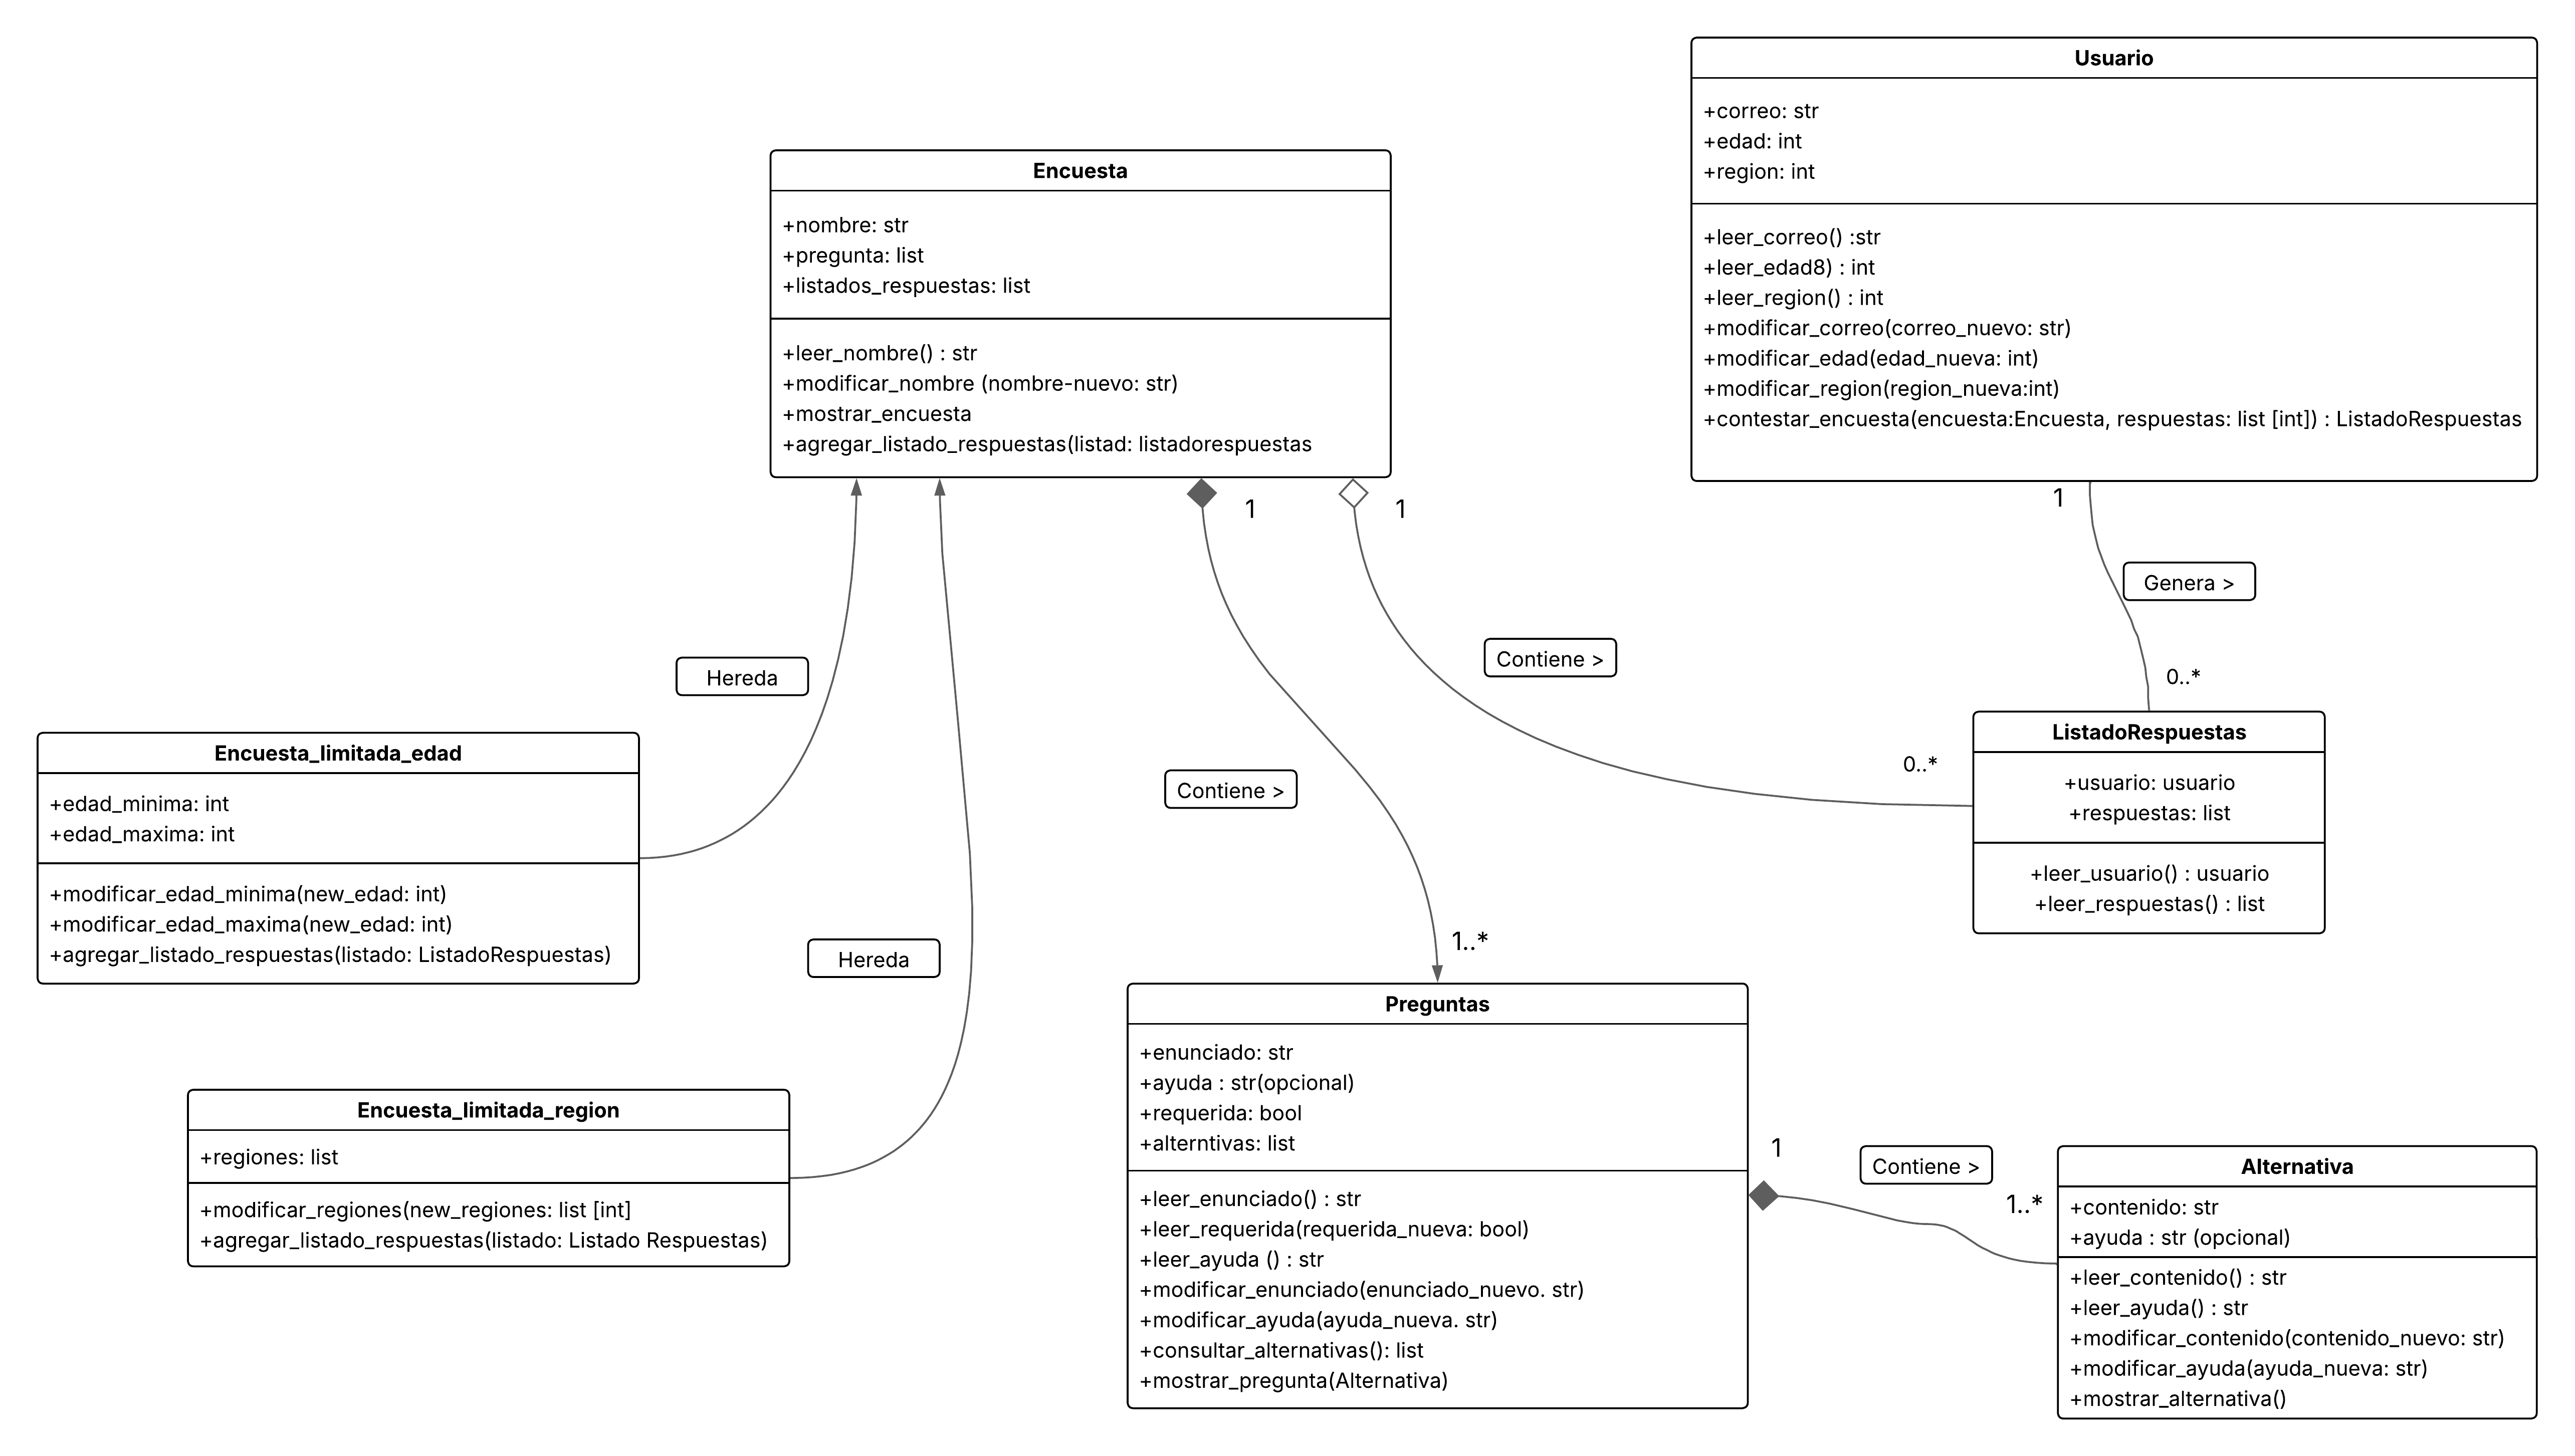 Usuario
+correo: str
+edad: int
+region: int
+leer_correo() :str
+leer_edad8) : int
+leer_region() : int
+modificar_correo(correo_nuevo: str)
+modificar_edad(edad_nueva: int)
+modificar_region(region_nueva:int)
+contestar_encuesta(encuesta:Encuesta, respuestas: list [int]) : ListadoRespuestas
Encuesta
+nombre: str
+pregunta: list
+listados_respuestas: list
+leer_nombre() : str
+modificar_nombre (nombre-nuevo: str)
+mostrar_encuesta
+agregar_listado_respuestas(listad: listadorespuestas
1
1
1
Genera >
0..*
Hereda
Contiene >
0..*
Contiene >
1..*
Hereda
ListadoRespuestas
+usuario: usuario
+respuestas: list
+leer_usuario() : usuario
+leer_respuestas() : list
Encuesta_limitada_edad
+edad_minima: int
+edad_maxima: int
+modificar_edad_minima(new_edad: int)
+modificar_edad_maxima(new_edad: int)
+agregar_listado_respuestas(listado: ListadoRespuestas)
Encuesta_limitada_region
+regiones: list
+modificar_regiones(new_regiones: list [int]
+agregar_listado_respuestas(listado: Listado Respuestas)
Preguntas
+enunciado: str
+ayuda : str(opcional)
+requerida: bool
+alterntivas: list
+leer_enunciado() : str
+leer_requerida(requerida_nueva: bool)
+leer_ayuda () : str
+modificar_enunciado(enunciado_nuevo. str)
+modificar_ayuda(ayuda_nueva. str)
+consultar_alternativas(): list
+mostrar_pregunta(Alternativa)
1
Contiene >
1..*
Alternativa
+contenido: str
+ayuda : str (opcional)
+leer_contenido() : str
+leer_ayuda() : str
+modificar_contenido(contenido_nuevo: str)
+modificar_ayuda(ayuda_nueva: str)
+mostrar_alternativa()